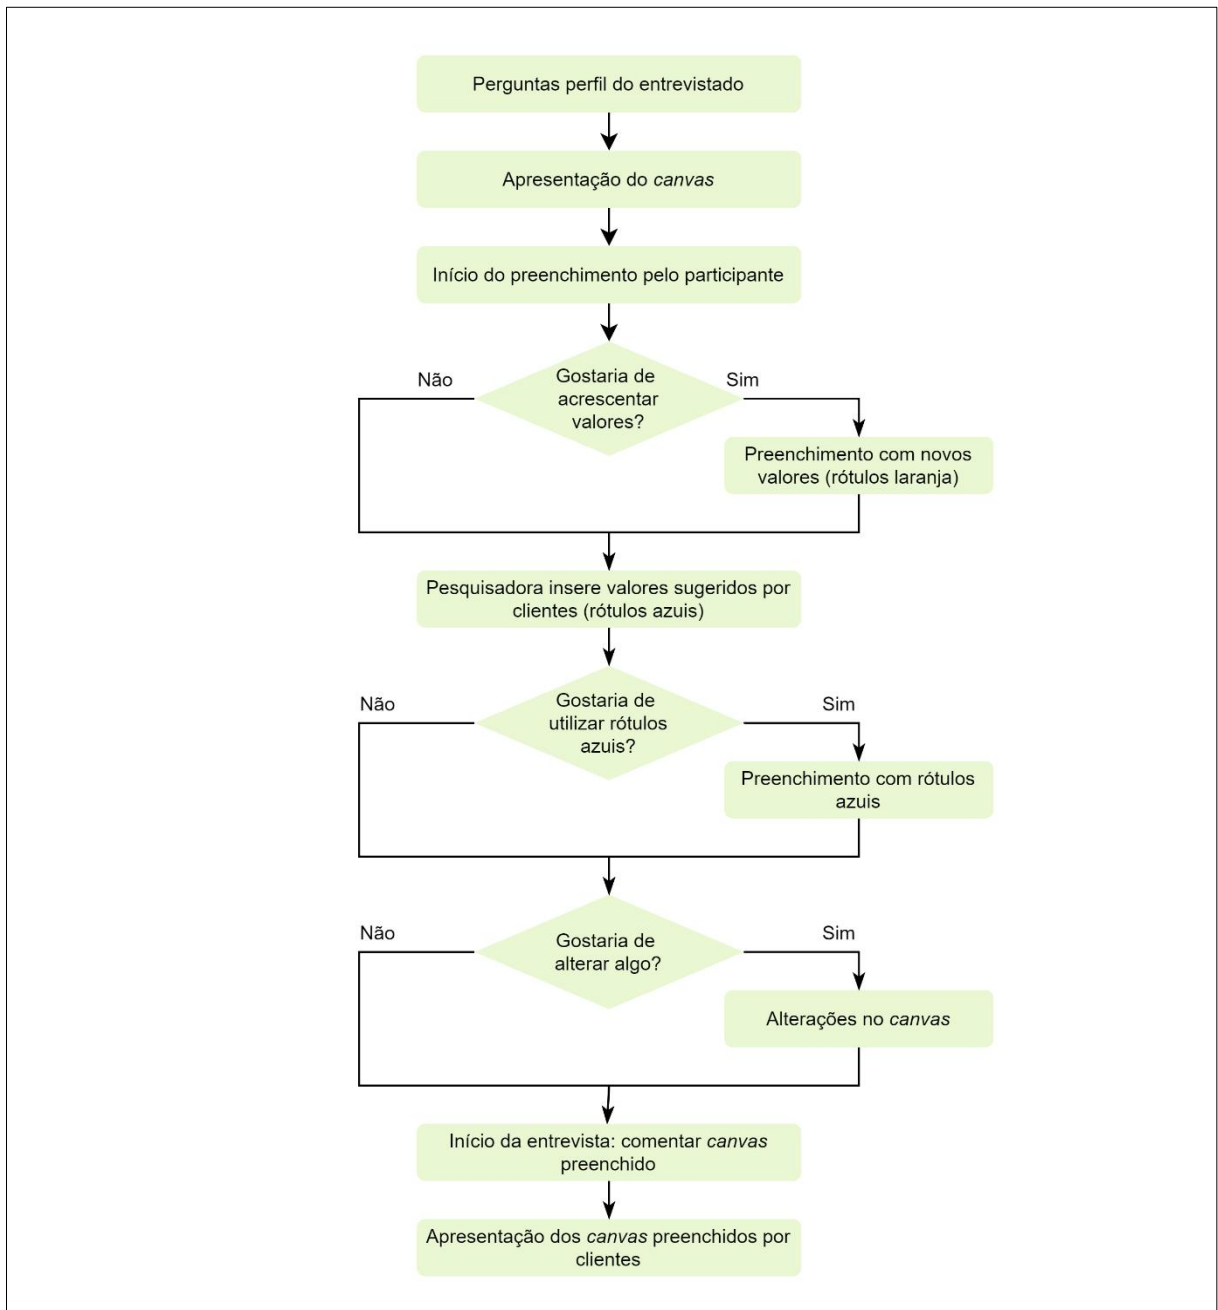 Perguntas perfil do entrevistado
Apresentação do canvas
Início do preenchimento pelo participante
Gostaria de
acrescentar
valores?
Não
Sim
Preenchimento com novos
valores (rótulos laranja)
Pesquisadora insere valores sugeridos por
clientes (rótulos azuis)
Gostaria de
utilizar rótulos
azuis?
Não
Sim
Preenchimento com rótulos
azuis
Gostaria de
alterar algo?
Não
Sim
Alterações no canvas
Início da entrevista: comentar canvas
preenchido
Apresentação dos canvas preenchidos por
clientes